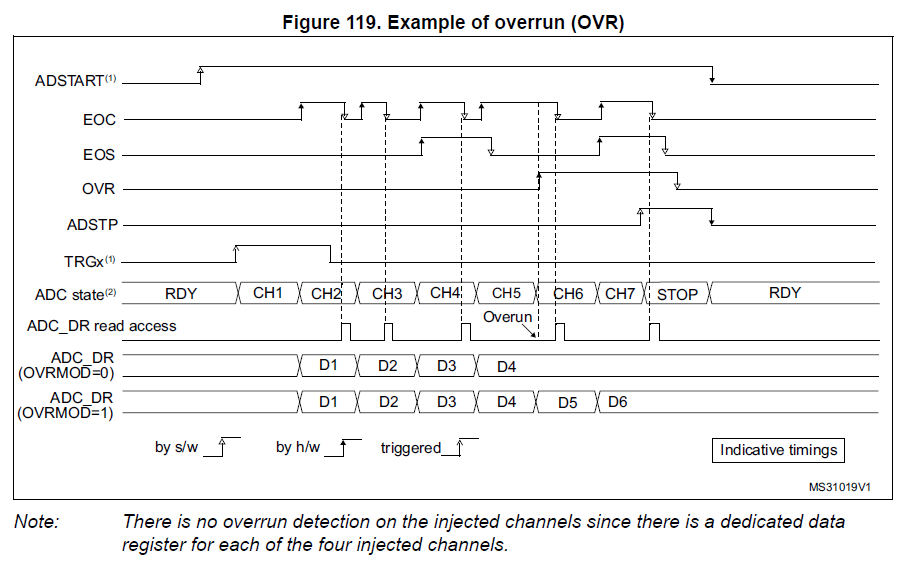 Figure 119. Example of overrun (OVR)
ADSTART(1)
EOC
EOS
OVR
ADSTP
TRGx(1)
ADC state(2) RDY CH1 CH2 CH3 CH4 CH5 CH6 CH7 STOP RDY
Overun
ADC_DR read access
ADC_DR
(OVRMOD=0) D1 D2 D3 D4
ADC_DR
(OVRMOD=1) D1 D2 D3 D4 D5 D6
by s/w by h/w triggered Indicative timings
MS31019V1
Note: There is no overrun detection on the injected channels since there is a dedicated data
register for each of the four injected channels.